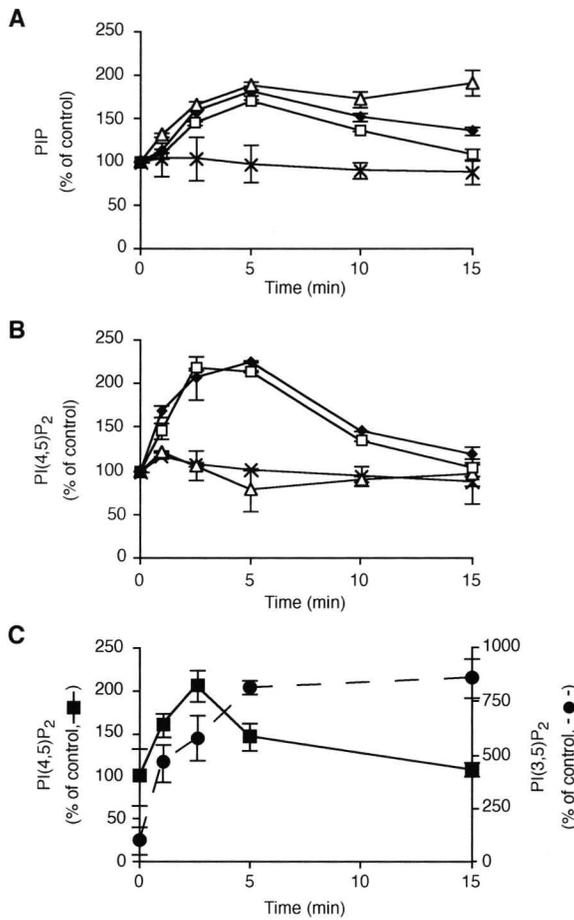 A
250
200
150
100
50
0
PIP
(% of control)
0 5 10 15
Time (min)
B
250
200
150
100
50
0
PI(4,5)P2
(% of control)
0 5 10 15
Time (min)
C
250
200
150
100
50
0
PI(4,5)P2
(% of control, )
1000
750
500
250
0
PI(3,5)P2
(% of control, )
0 5 10 15
Time (min)